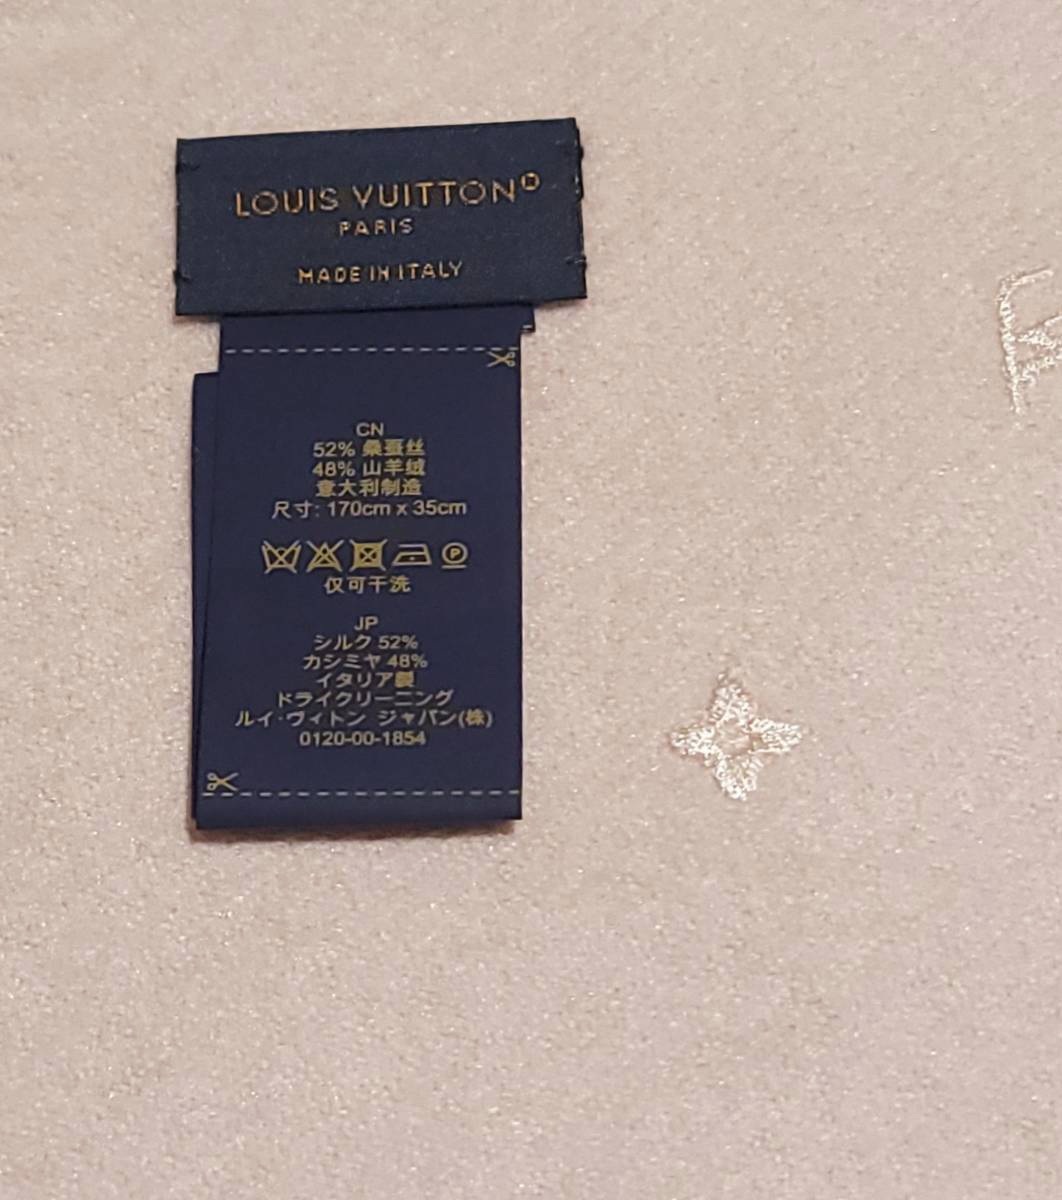 LOUIS VUITTON
PARIS
MADE IN ITALY
CN
52% 桑蚕丝
48% 山羊绒
意大利制造
尺寸: 170cm x 35cm
P
仅可干洗
JP
シルク 52%
カシミヤ 48%
イタリア製
ドライクリーニング
ルイ・ヴィトン ジャパン(株)
0120-00-1854